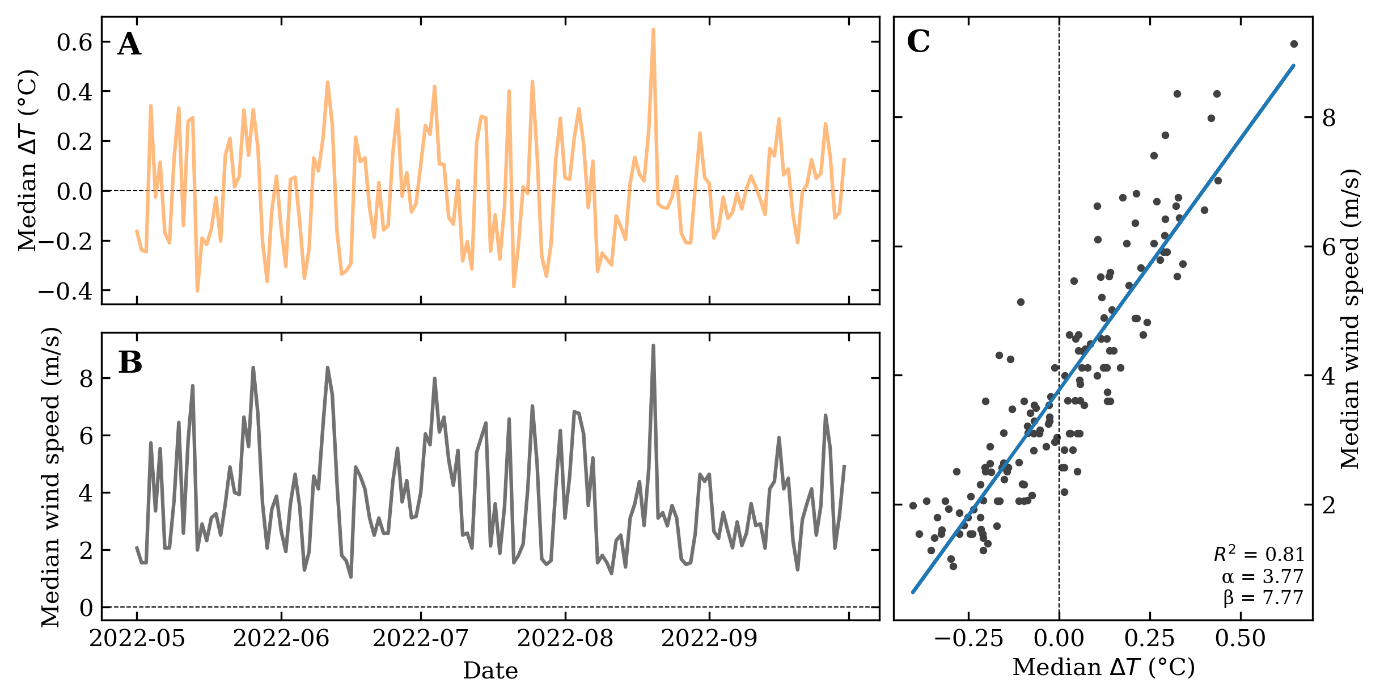 A
0.6
0.4
0.2
0.0
−0.2
−0.4
Median ΔT (°C)
B
8
6
4
2
0
Median wind speed (m/s)
2022-05 2022-06 2022-07 2022-08 2022-09
Date
C
8
6
4
2
Median wind speed (m/s)
R² = 0.81
α = 3.77
β = 7.77
−0.25 0.00 0.25 0.50
Median ΔT (°C)